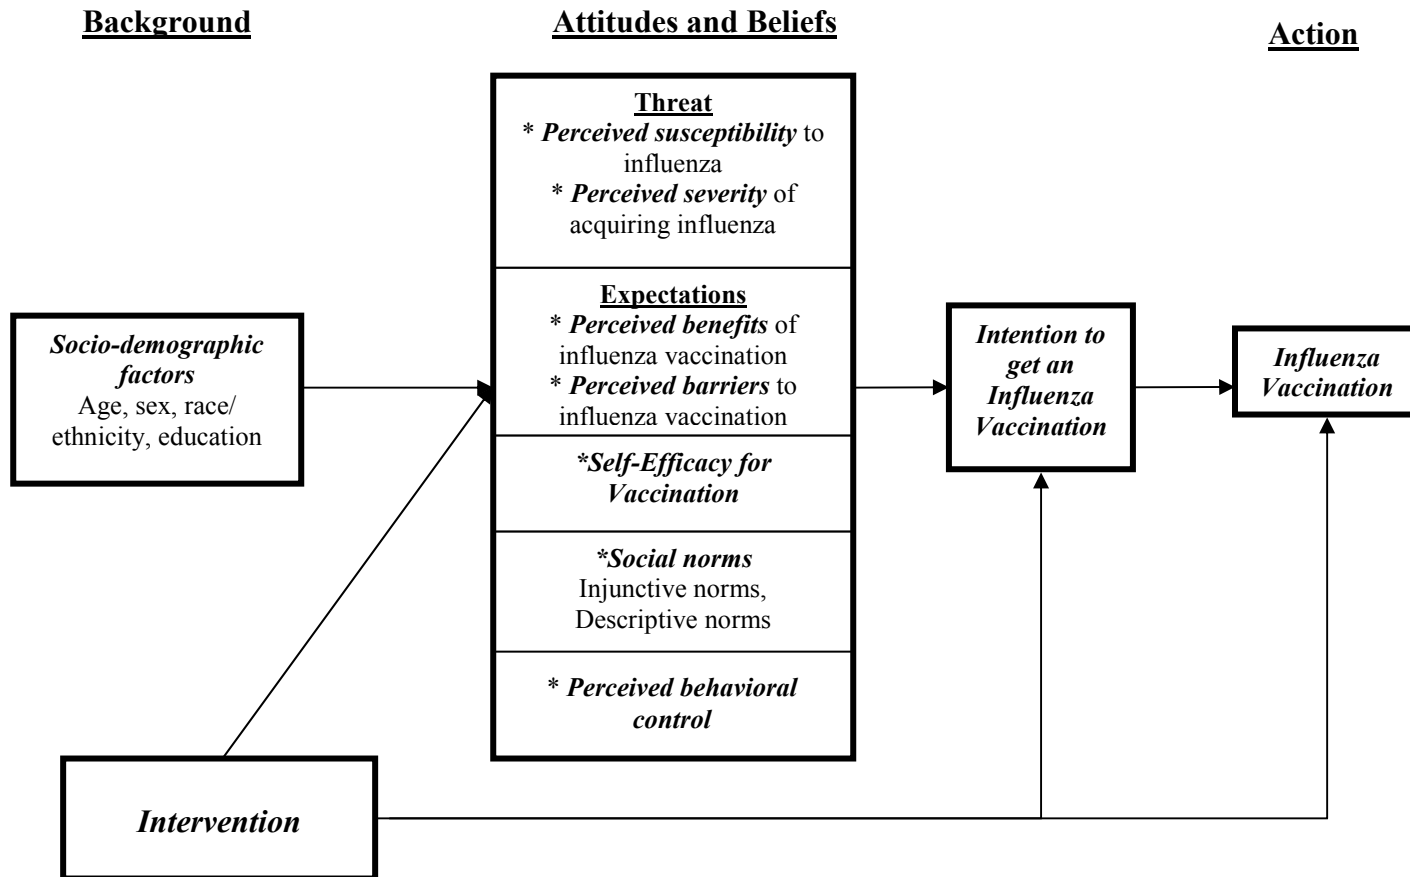 Background
Attitudes and Beliefs
Action
Threat
* Perceived susceptibility to
influenza
* Perceived severity of
acquiring influenza
Expectations
* Perceived benefits of
influenza vaccination
* Perceived barriers to
influenza vaccination
*Self-Efficacy for
Vaccination
*Social norms
Injunctive norms,
Descriptive norms
* Perceived behavioral
control
Socio-demographic
factors
Age, sex, race/
ethnicity, education
Intention to
get an
Influenza
Vaccination
Influenza
Vaccination
Intervention